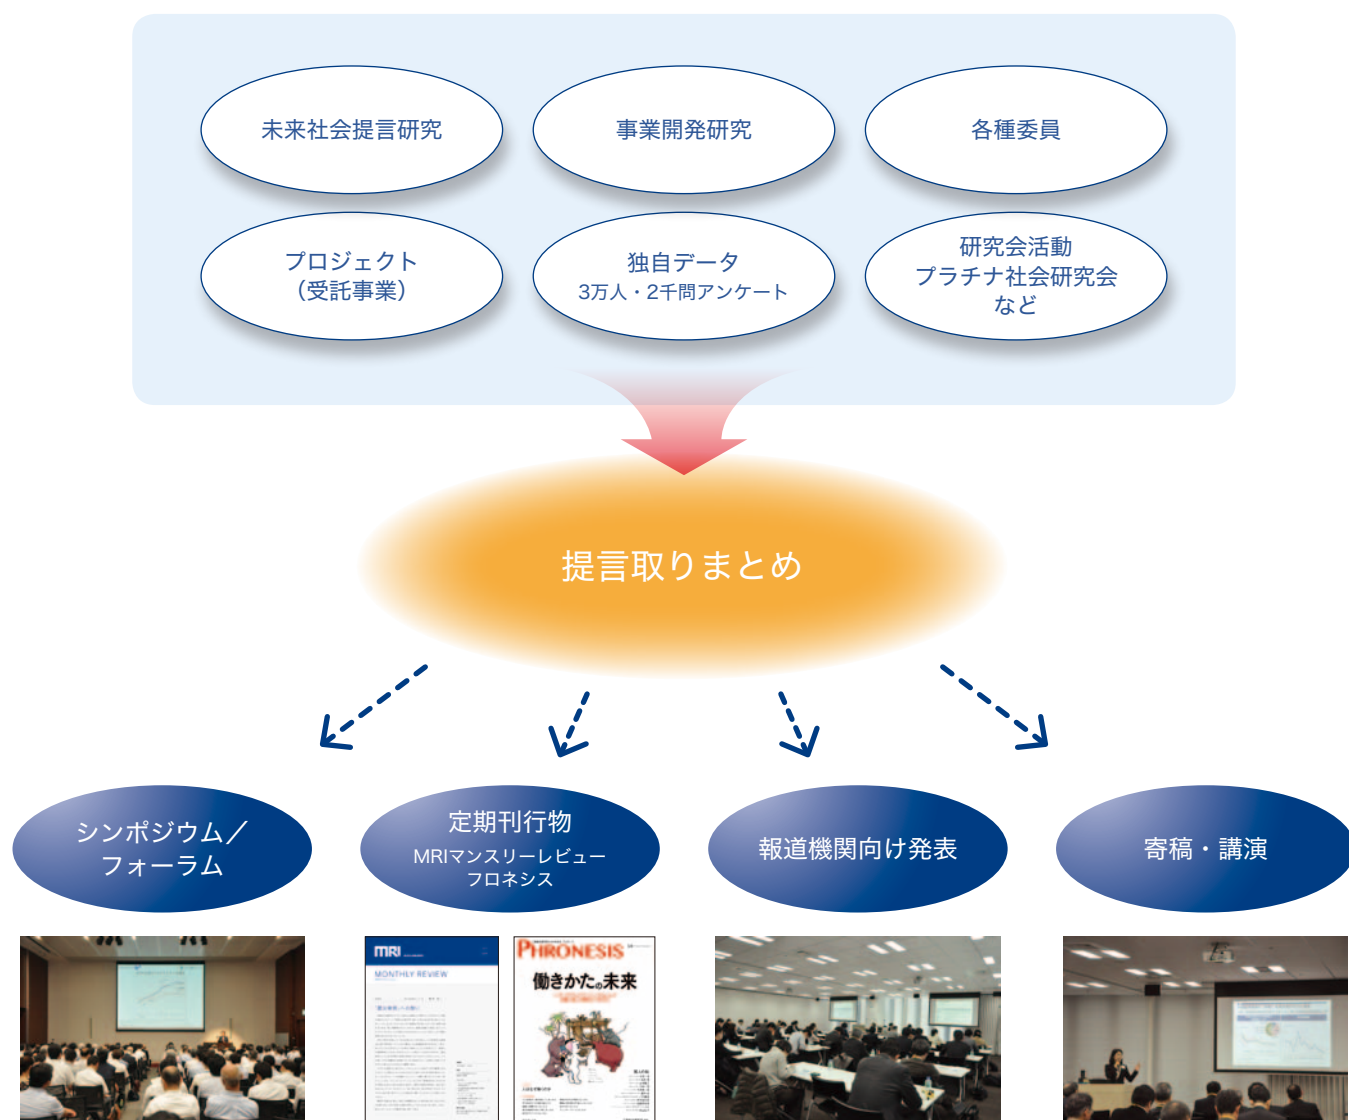 未来社会提言研究
事業開発研究
各種委員
プロジェクト
（受託事業）
独自データ
3万人・2千問アンケート
研究会活動
プラチナ社会研究会
など
提言取りまとめ
シンポジウム／
フォーラム
定期刊行物
MRIマンスリーレビュー
フロネシス
報道機関向け発表
寄稿・講演
MRI
MONTHLY REVIEW
PHRONESIS
働きかたの未来